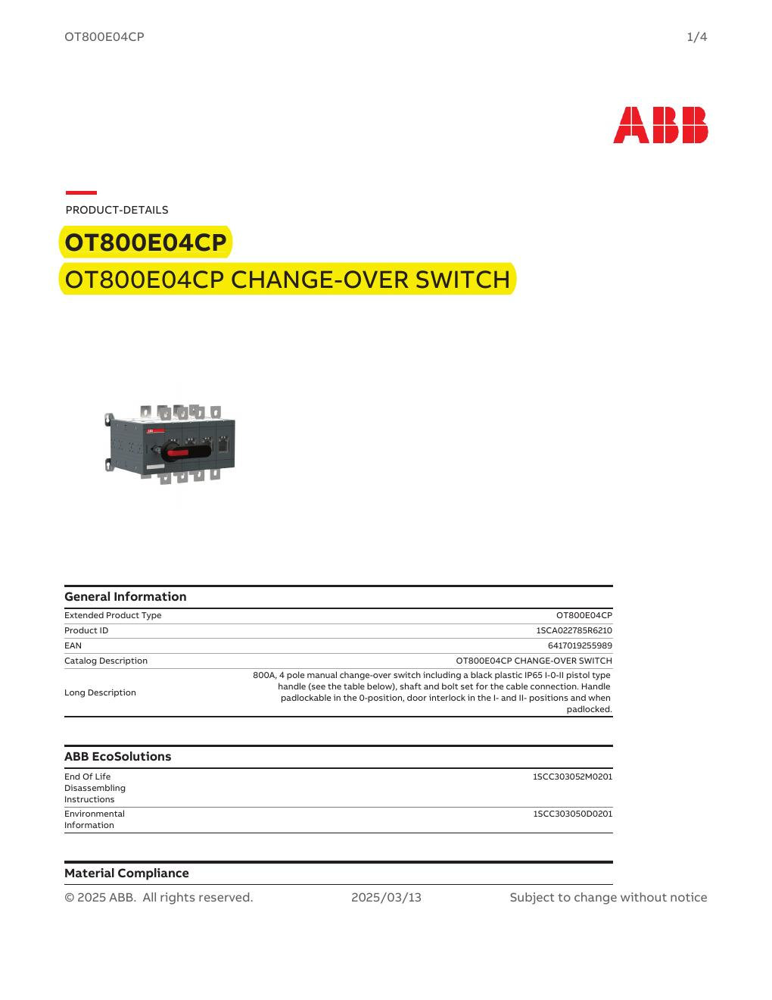 OT800E04CP 1/4
ABB
PRODUCT-DETAILS
OT800E04CP
OT800E04CP CHANGE-OVER SWITCH
ABB
General Information
Extended Product Type OT800E04CP
Product ID 1SCA022785R6210
EAN 6417019255989
Catalog Description OT800E04CP CHANGE-OVER SWITCH
Long Description 800A, 4 pole manual change-over switch including a black plastic IP65 I-0-II pistol type
handle (see the table below), shaft and bolt set for the cable connection. Handle
padlockable in the 0-position, door interlock in the I- and II- positions and when
padlocked.
ABB EcoSolutions
End Of Life 1SCC303052M0201
Disassembling
Instructions
Environmental 1SCC303050D0201
Information
Material Compliance
© 2025 ABB. All rights reserved. 2025/03/13 Subject to change without notice